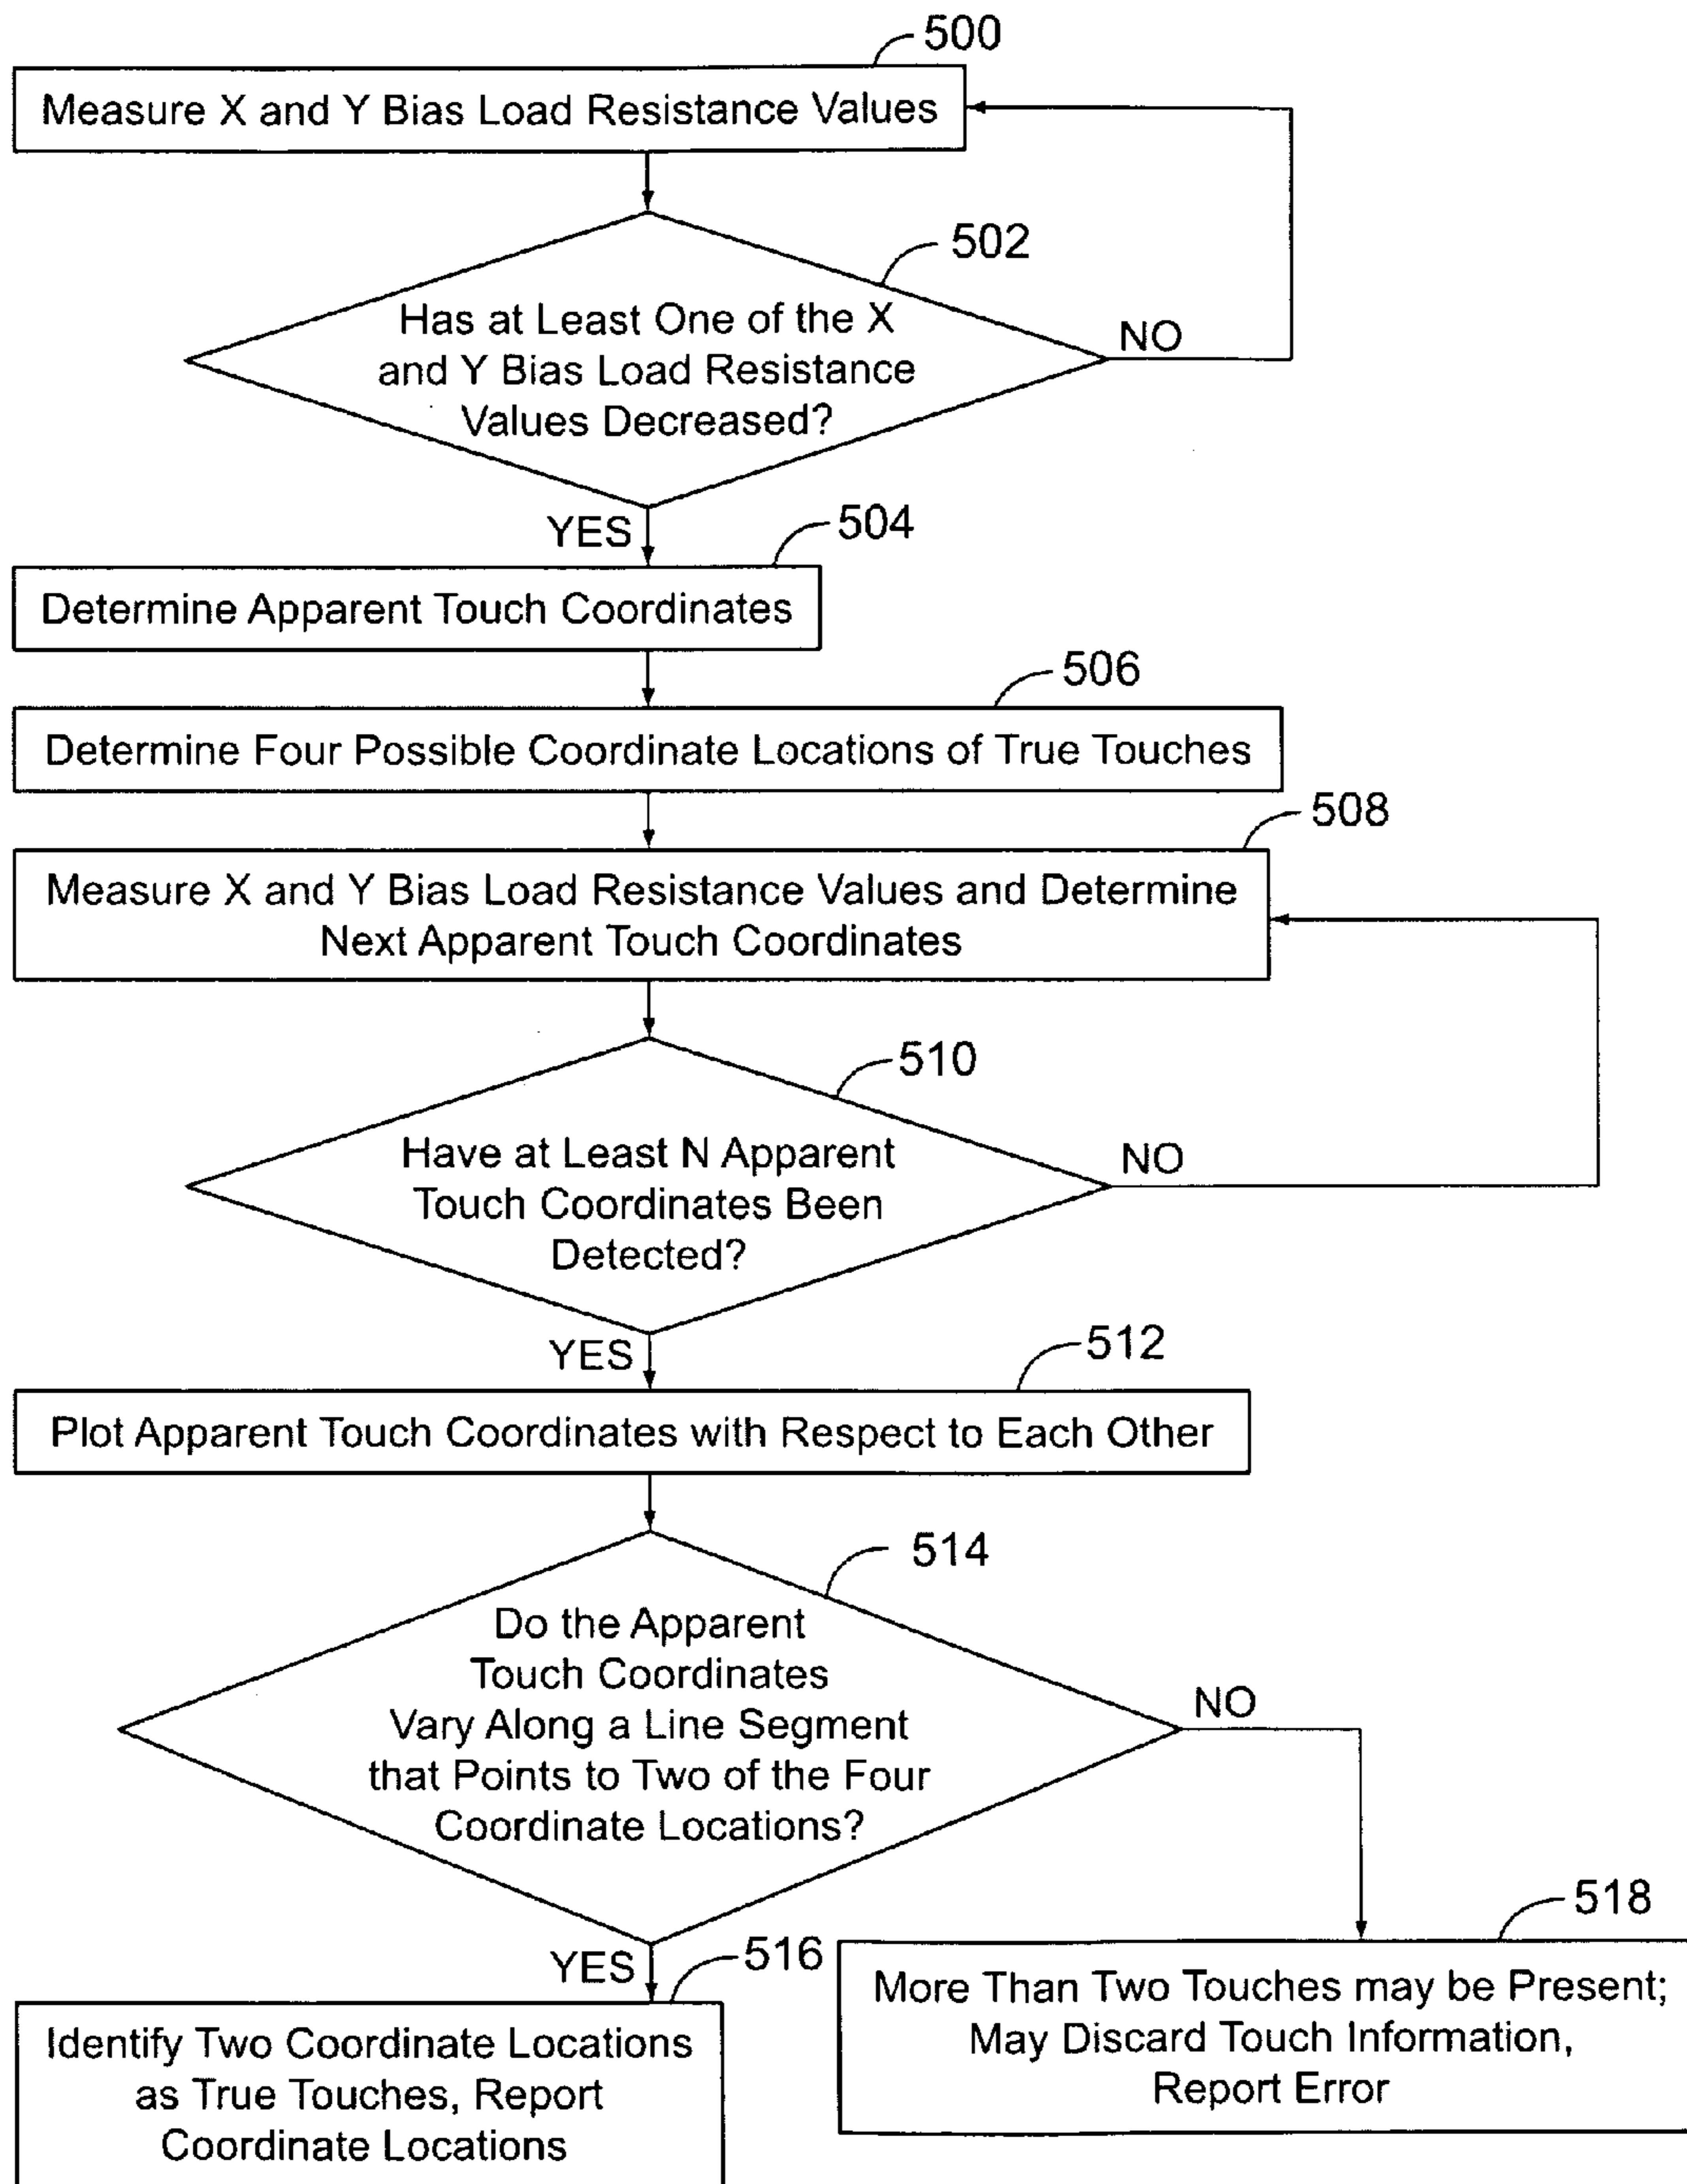 500
Measure X and Y Bias Load Resistance Values
502
Has at Least One of the X
and Y Bias Load Resistance
Values Decreased?
NO
YES
504
Determine Apparent Touch Coordinates
506
Determine Four Possible Coordinate Locations of True Touches
508
Measure X and Y Bias Load Resistance Values and Determine
Next Apparent Touch Coordinates
510
Have at Least N Apparent
Touch Coordinates Been
Detected?
NO
YES
512
Plot Apparent Touch Coordinates with Respect to Each Other
514
Do the Apparent
Touch Coordinates
Vary Along a Line Segment
that Points to Two of the Four
Coordinate Locations?
NO
YES
516
Identify Two Coordinate Locations
as True Touches, Report
Coordinate Locations
518
More Than Two Touches may be Present;
May Discard Touch Information,
Report Error